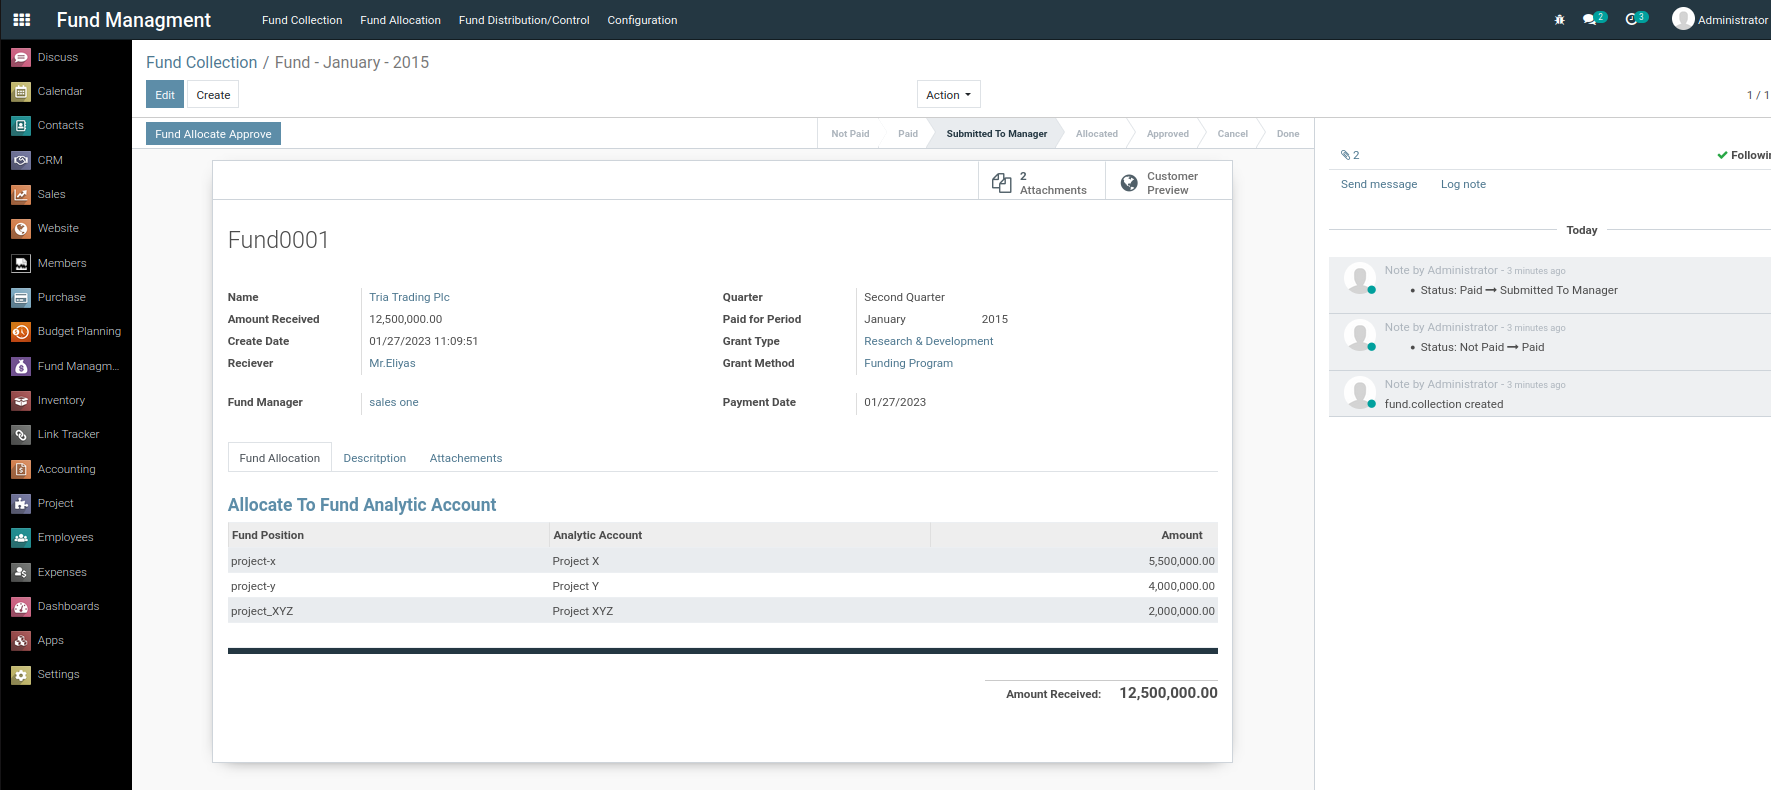 Fund Managment
Fund Collection
Fund Allocation
Fund Distribution/Control
Configuration
2
3
Administrator
Discuss
Calendar
Contacts
CRM
Sales
Website
Members
Purchase
Budget Planning
Fund Managm...
Inventory
Link Tracker
Accounting
Project
Employees
Expenses
Dashboards
Apps
Settings
Fund Collection / Fund - January - 2015
Edit
Create
Action
1 / 1
Fund Allocate Approve
Not Paid
Paid
Submitted To Manager
Allocated
Approved
Cancel
Done
2
Attachments
Customer
Preview
Fund0001
Name Tria Trading Plc
Amount Received 12,500,000.00
Create Date 01/27/2023 11:09:51
Reciever Mr.Eliyas
Fund Manager sales one
Quarter Second Quarter
Paid for Period January 2015
Grant Type Research & Development
Grant Method Funding Program
Payment Date 01/27/2023
Fund Allocation
Descritption
Attachements
Allocate To Fund Analytic Account
Fund Position Analytic Account Amount
project-x Project X 5,500,000.00
project-y Project Y 4,000,000.00
project_XYZ Project XYZ 2,000,000.00
Amount Received: 12,500,000.00
2
Followin
Send message
Log note
Today
Note by Administrator - 3 minutes ago
• Status: Paid → Submitted To Manager
Note by Administrator - 3 minutes ago
• Status: Not Paid → Paid
Note by Administrator - 3 minutes ago
fund.collection created